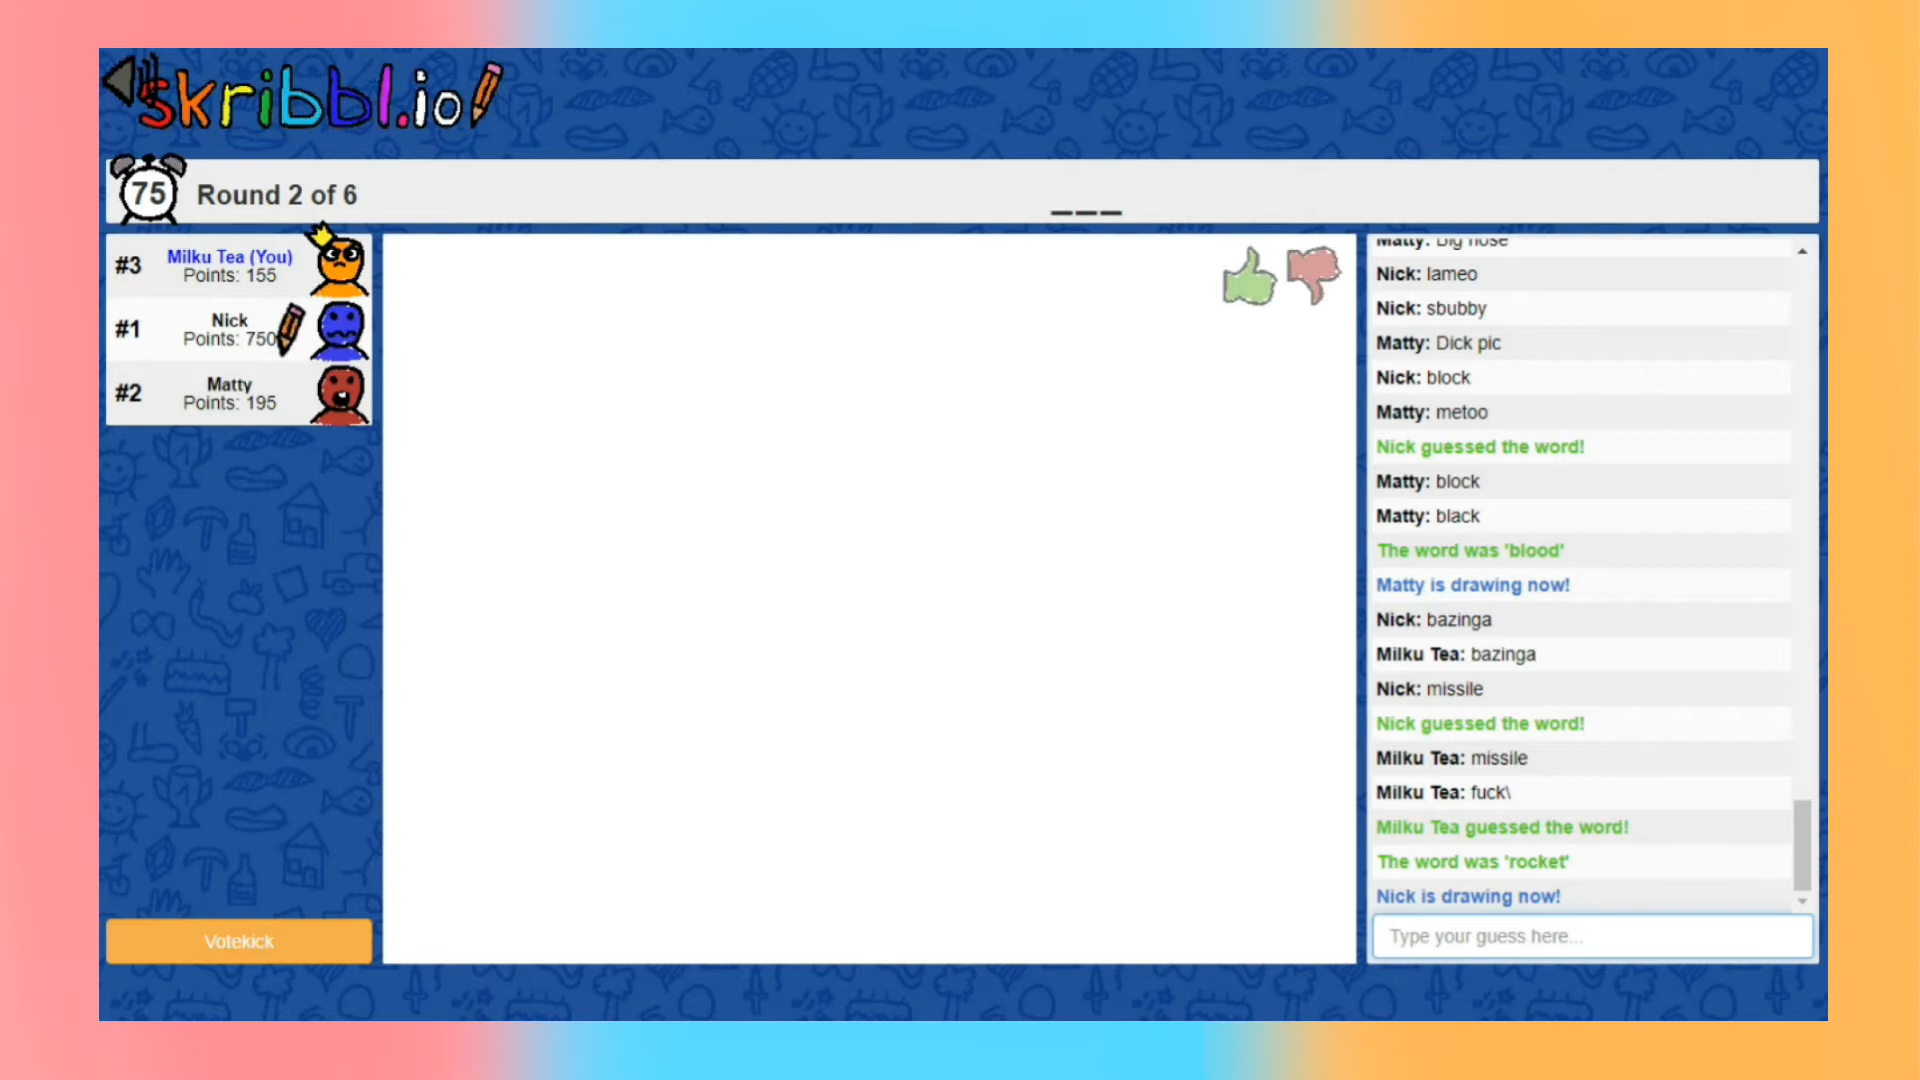 skribbl.io
75
Round 2 of 6
___
#3
Milku Tea (You)
Points: 155
#1
Nick
Points: 750
#2
Matty
Points: 195
Votekick
Matty: Big nose
Nick: lameo
Nick: sbubby
Matty: Dick pic
Nick: block
Matty: metoo
Nick guessed the word!
Matty: block
Matty: black
The word was 'blood'
Matty is drawing now!
Nick: bazinga
Milku Tea: bazinga
Nick: missile
Nick guessed the word!
Milku Tea: missile
Milku Tea: fuck\
Milku Tea guessed the word!
The word was 'rocket'
Nick is drawing now!
Type your guess here...